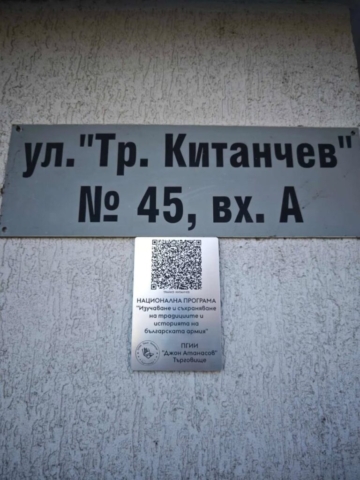 ул."Тр. Китанчев"
№ 45, вх. А
НАЦИОНАЛНА ПРОГРАМА
"Изучаване и съхраняване
на традициите и
историята на
българската армия"
ПГИИ
"Джон Атанасов"
Търговище